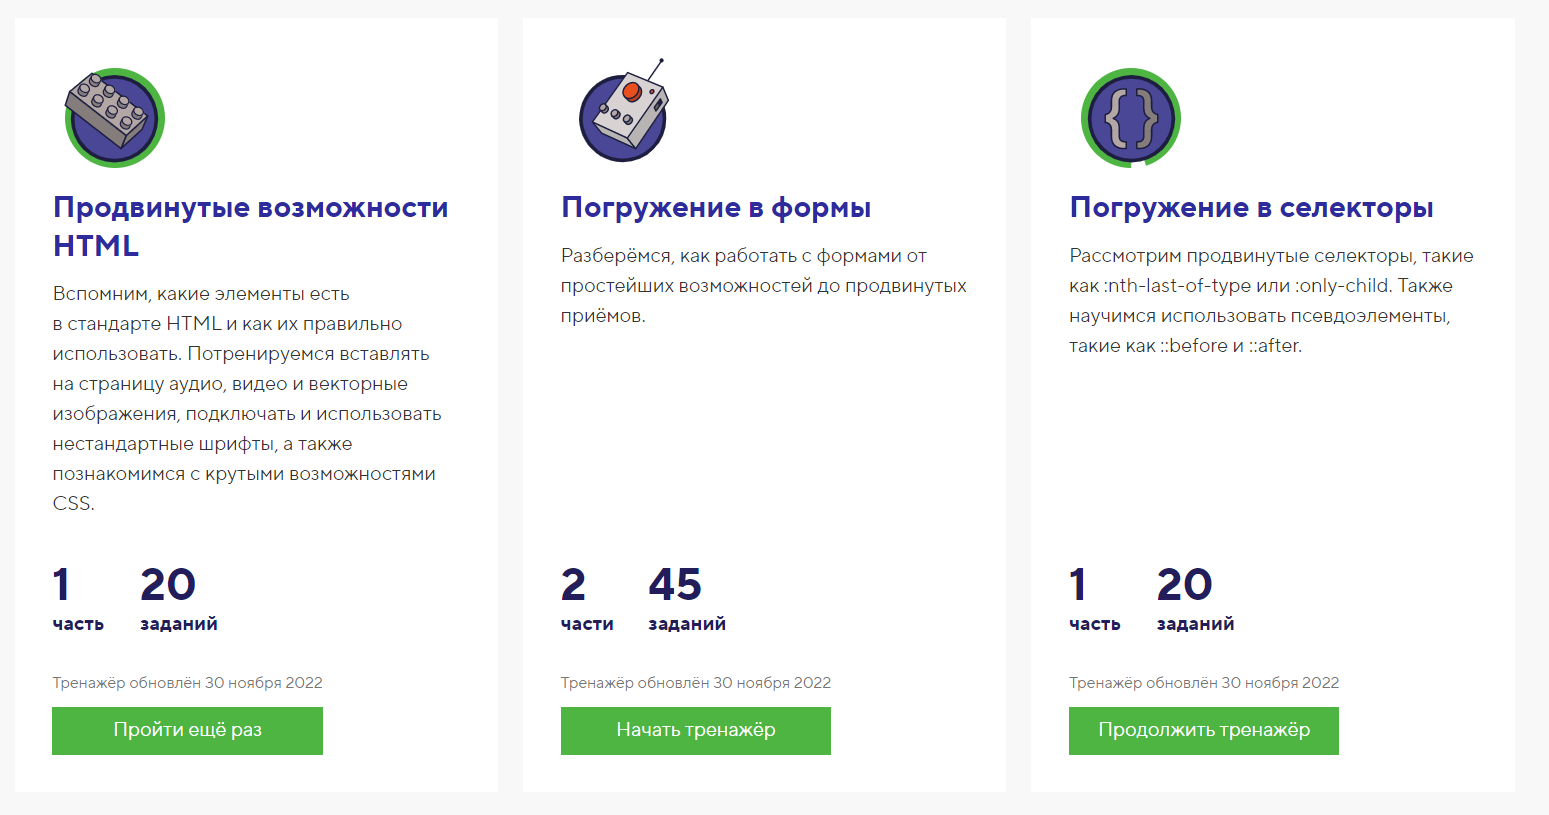 Продвинутые возможности
HTML
Вспомним, какие элементы есть
в стандарте HTML и как их правильно
использовать. Потренируемся вставлять
на страницу аудио, видео и векторные
изображения, подключать и использовать
нестандартные шрифты, а также
познакомимся с крутыми возможностями
CSS.
1 20
часть заданий
Тренажёр обновлён 30 ноября 2022
Пройти ещё раз
Погружение в формы
Разберёмся, как работать с формами от
простейших возможностей до продвинутых
приёмов.
2 45
части заданий
Тренажёр обновлён 30 ноября 2022
Начать тренажёр
Погружение в селекторы
Рассмотрим продвинутые селекторы, такие
как :nth-last-of-type или :only-child. Также
научимся использовать псевдоэлементы,
такие как ::before и ::after.
1 20
часть заданий
Тренажёр обновлён 30 ноября 2022
Продолжить тренажёр